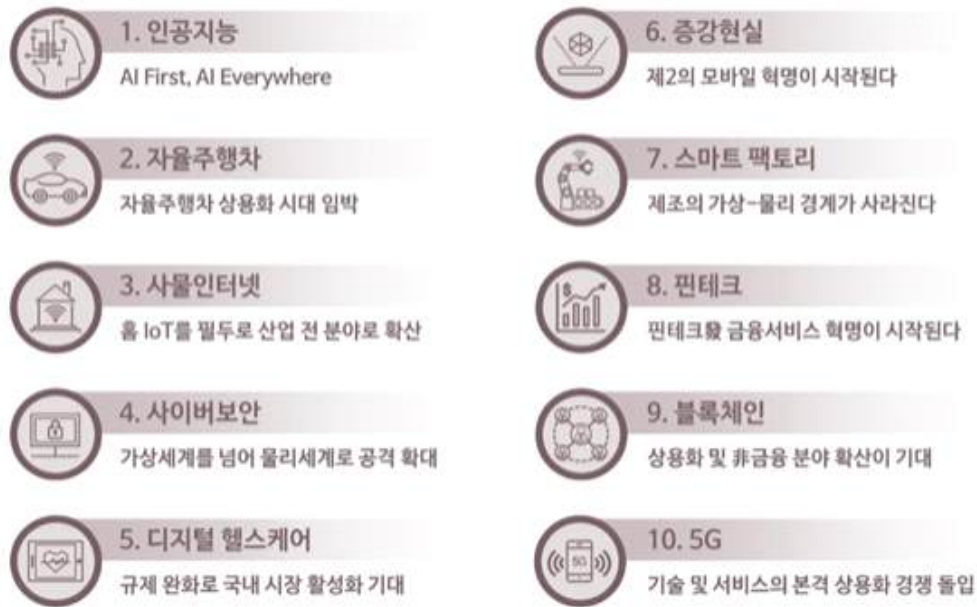 1. 인공지능
AI First, AI Everywhere
2. 자율주행차
자율주행차 상용화 시대 임박
3. 사물인터넷
홈 IoT를 필두로 산업 전 분야로 확산
4. 사이버보안
가상세계를 넘어 물리세계로 공격 확대
5. 디지털 헬스케어
규제 완화로 국내 시장 활성화 기대
6. 증강현실
제2의 모바일 혁명이 시작된다
7. 스마트 팩토리
제조의 가상-물리 경계가 사라진다
8. 핀테크
$
핀테크發 금융서비스 혁명이 시작된다
9. 블록체인
상용화 및 非금융 분야 확산이 기대
10. 5G
5G
기술 및 서비스의 본격 상용화 경쟁 돌입